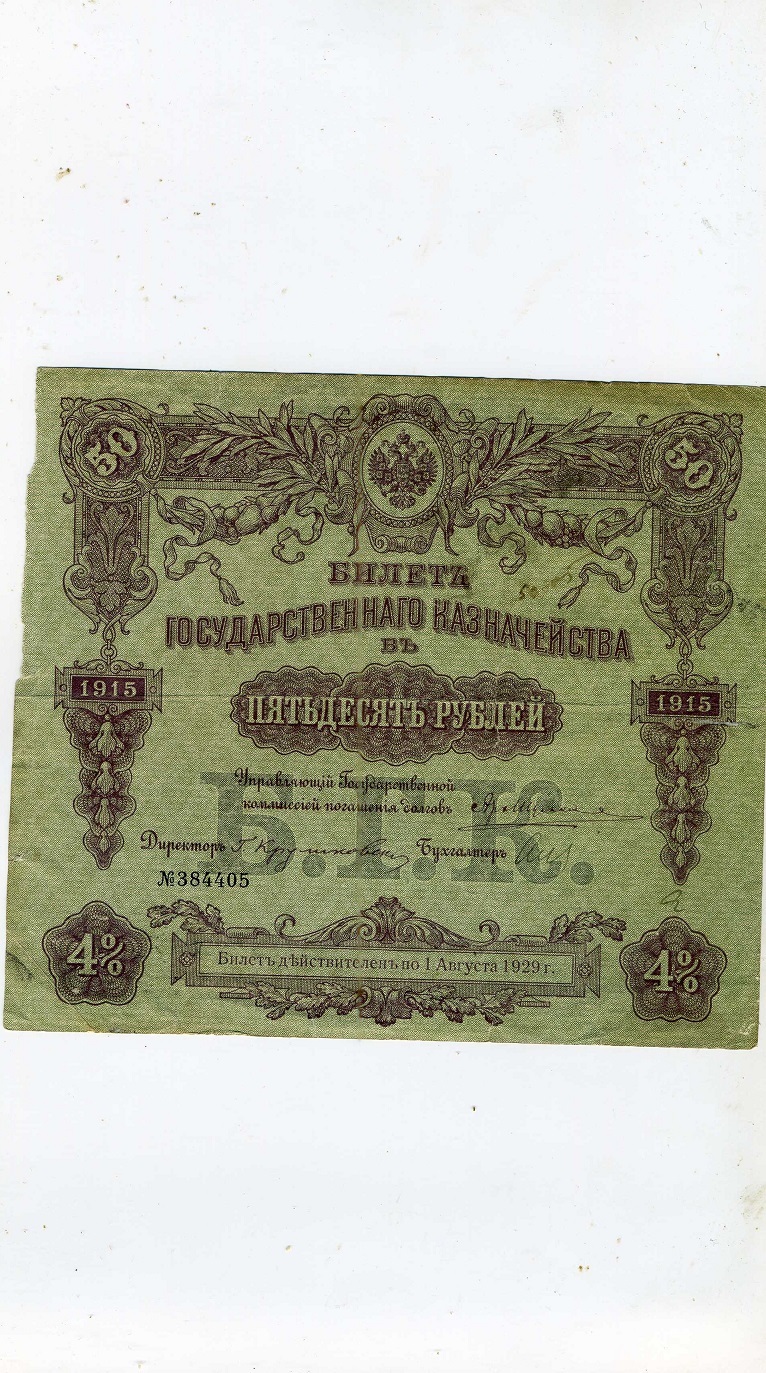 50 50
БИЛЕТЪ
ГОСУДАРСТВЕННАГО КАЗНАЧЕЙСТВА
ВЪ
1915 1915
ПЯТЬДЕСЯТЪ РУБЛЕЙ
Управляющій Государственной
коммиссіей погашенія долговъ
Б.Г.К.
Директоръ Бухгалтеръ
№384405
4% 4%
Билетъ дѣйствителенъ по 1 Августа 1929 г.